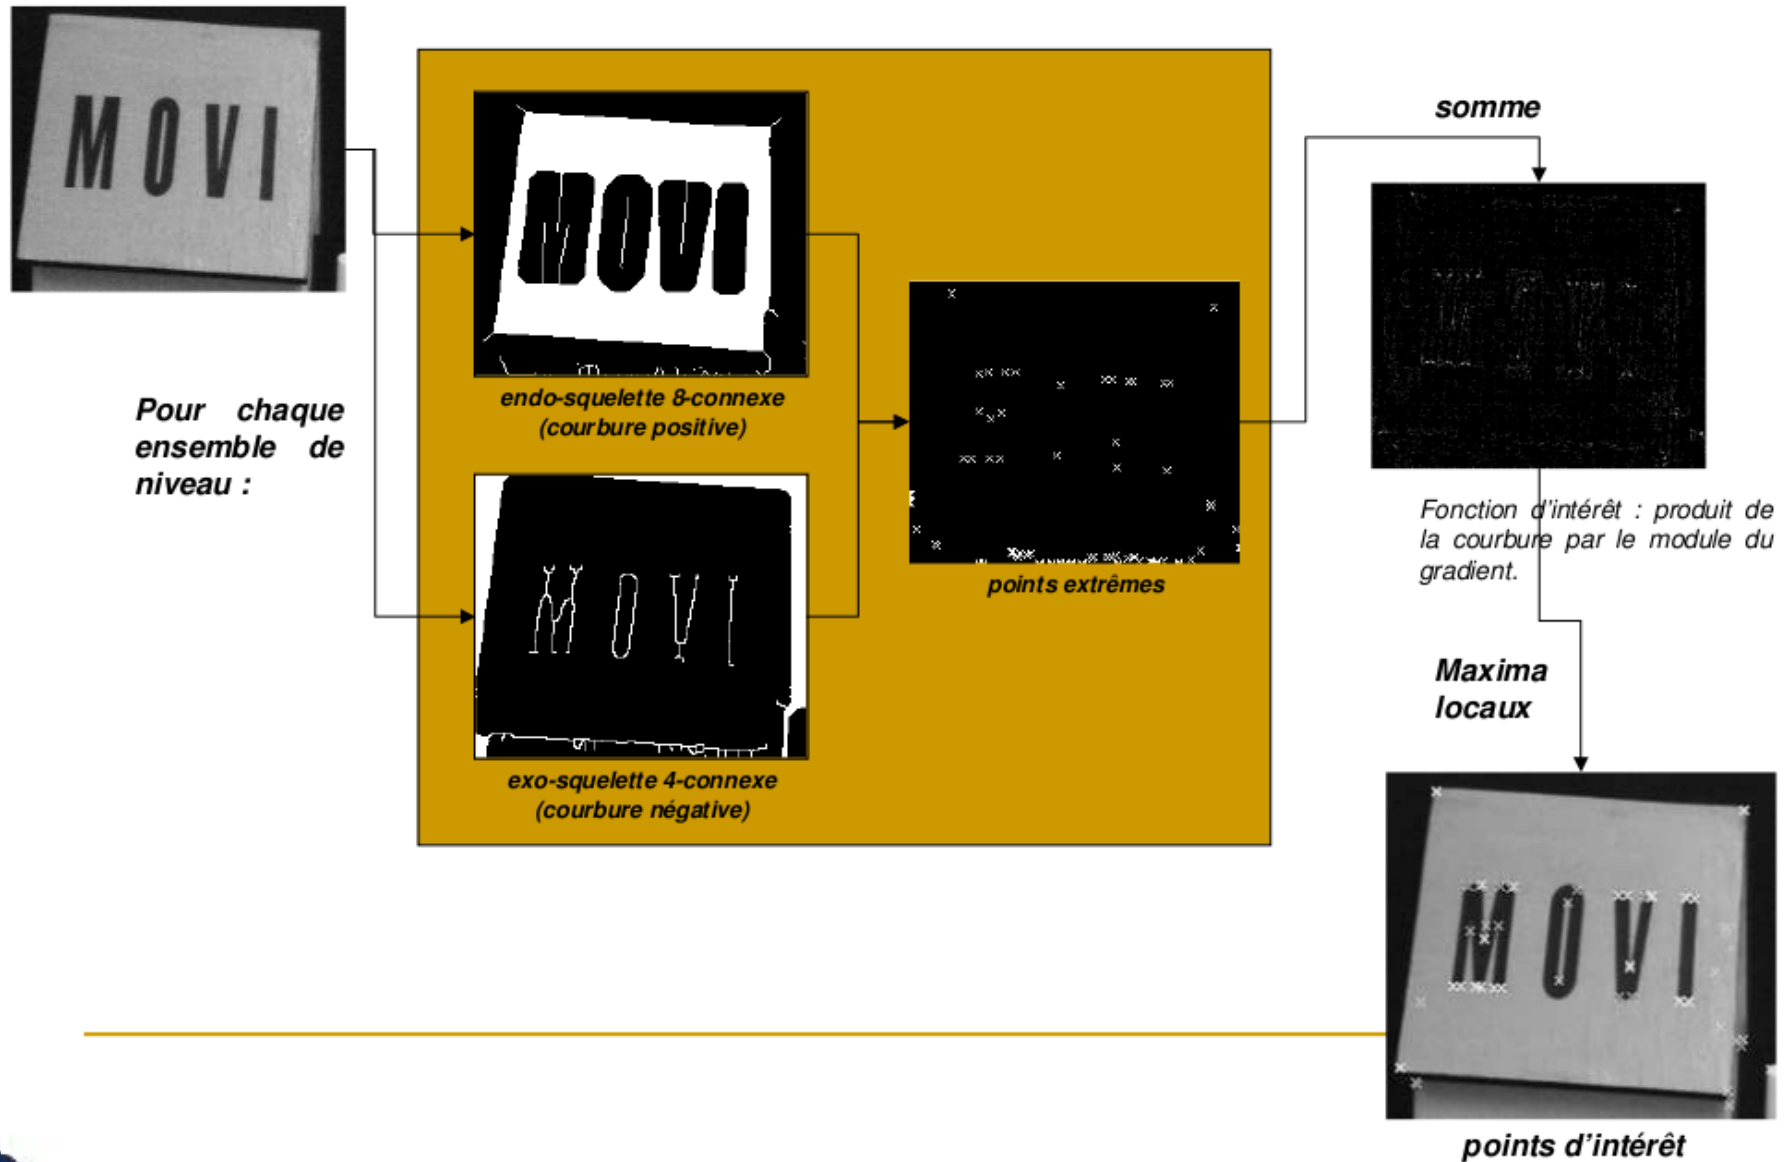 MOVI
Pour chaque
ensemble de
niveau :
endo-squelette 8-connexe
(courbure positive)
MOVI
exo-squelette 4-connexe
(courbure négative)
points extrêmes
somme
Fonction d'intérêt : produit de
la courbure par le module du
gradient.
Maxima
locaux
MOVI
points d'intérêt